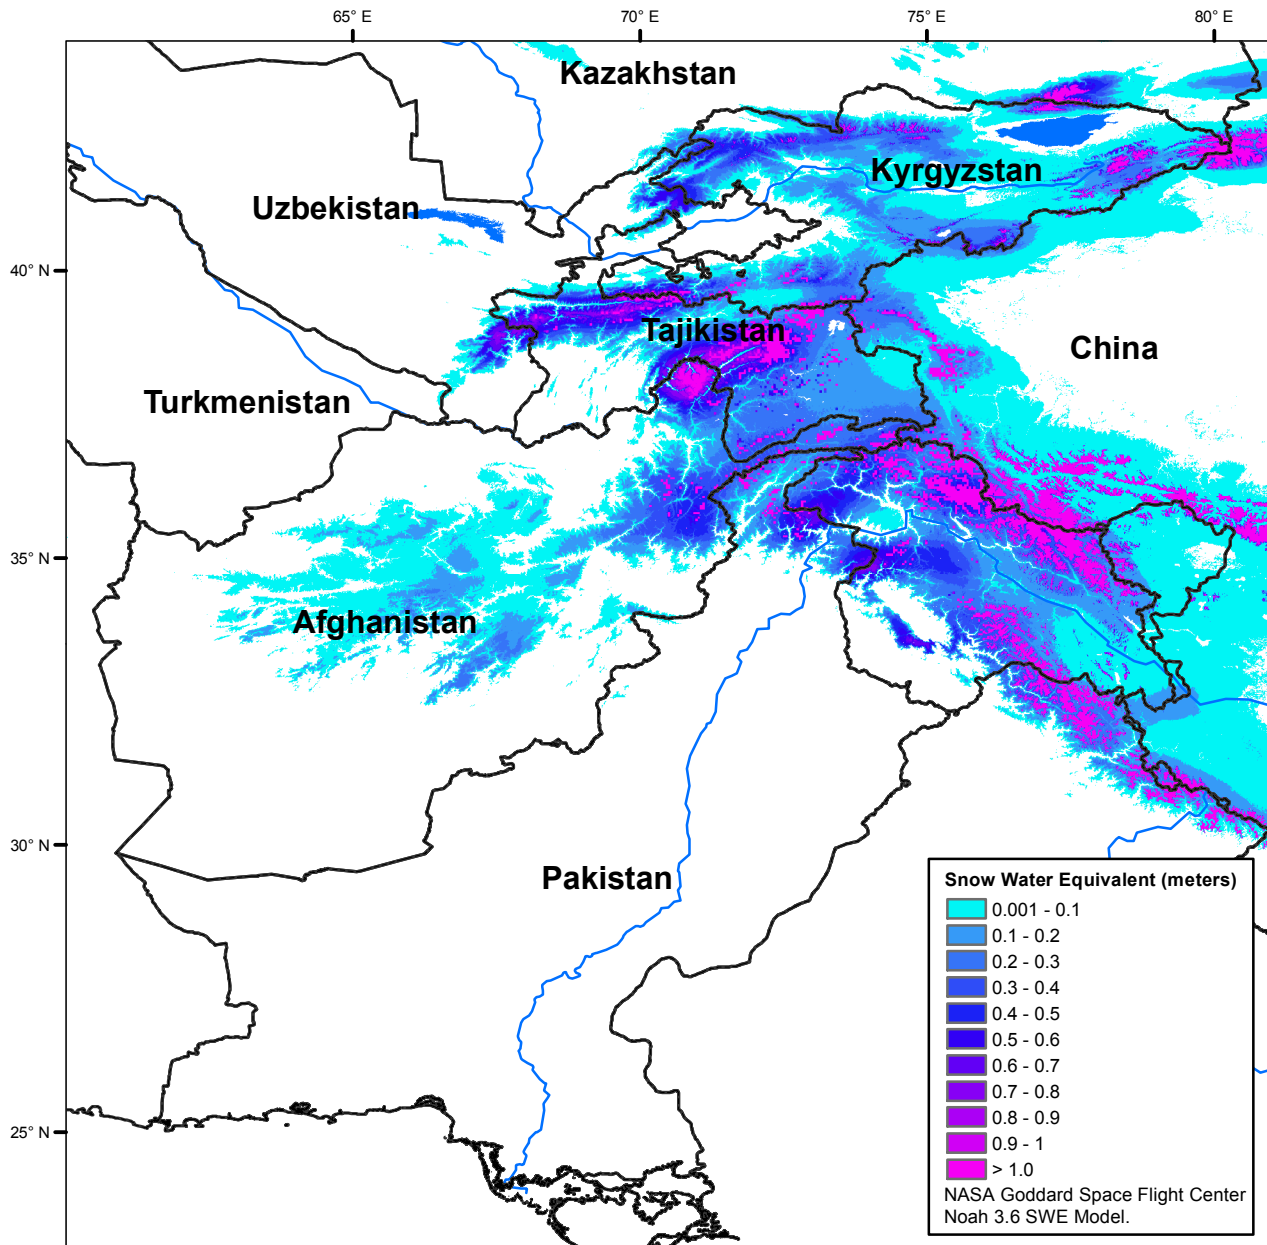 65° E
70° E
75° E
80° E
Kazakhstan
Kyrgyzstan
Uzbekistan
40° N
Tajikistan
China
Turkmenistan
35° N
Afghanistan
30° N
Pakistan
25° N
Snow Water Equivalent (meters)
0.001 - 0.1
0.1 - 0.2
0.2 - 0.3
0.3 - 0.4
0.4 - 0.5
0.5 - 0.6
0.6 - 0.7
0.7 - 0.8
0.8 - 0.9
0.9 - 1
> 1.0
NASA Goddard Space Flight Center
Noah 3.6 SWE Model.